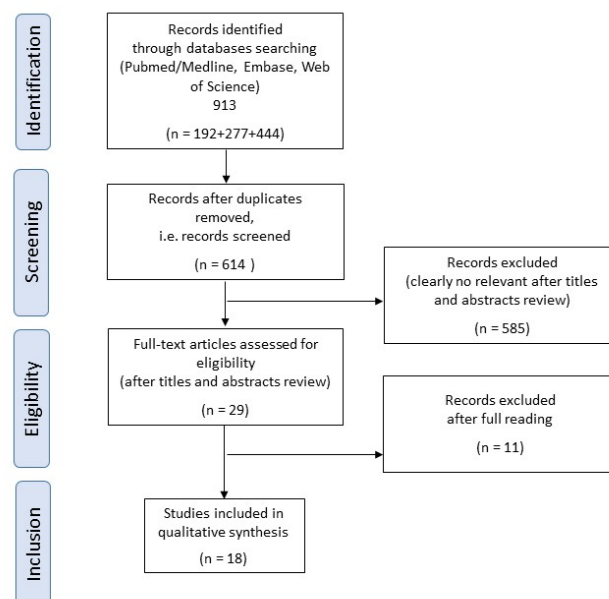 Identification
Records identified
through databases searching
(Pubmed/Medline, Embase, Web
of Science)
913
(n = 192+277+444)
Screening
Records after duplicates
removed,
i.e. records screened
(n = 614 )
Records excluded
(clearly no relevant after titles
and abstracts review)
(n = 585)
Eligibility
Full-text articles assessed for
eligibility
(after titles and abstracts review)
(n = 29)
Records excluded
after full reading
(n = 11)
Inclusion
Studies included in
qualitative synthesis
(n = 18)